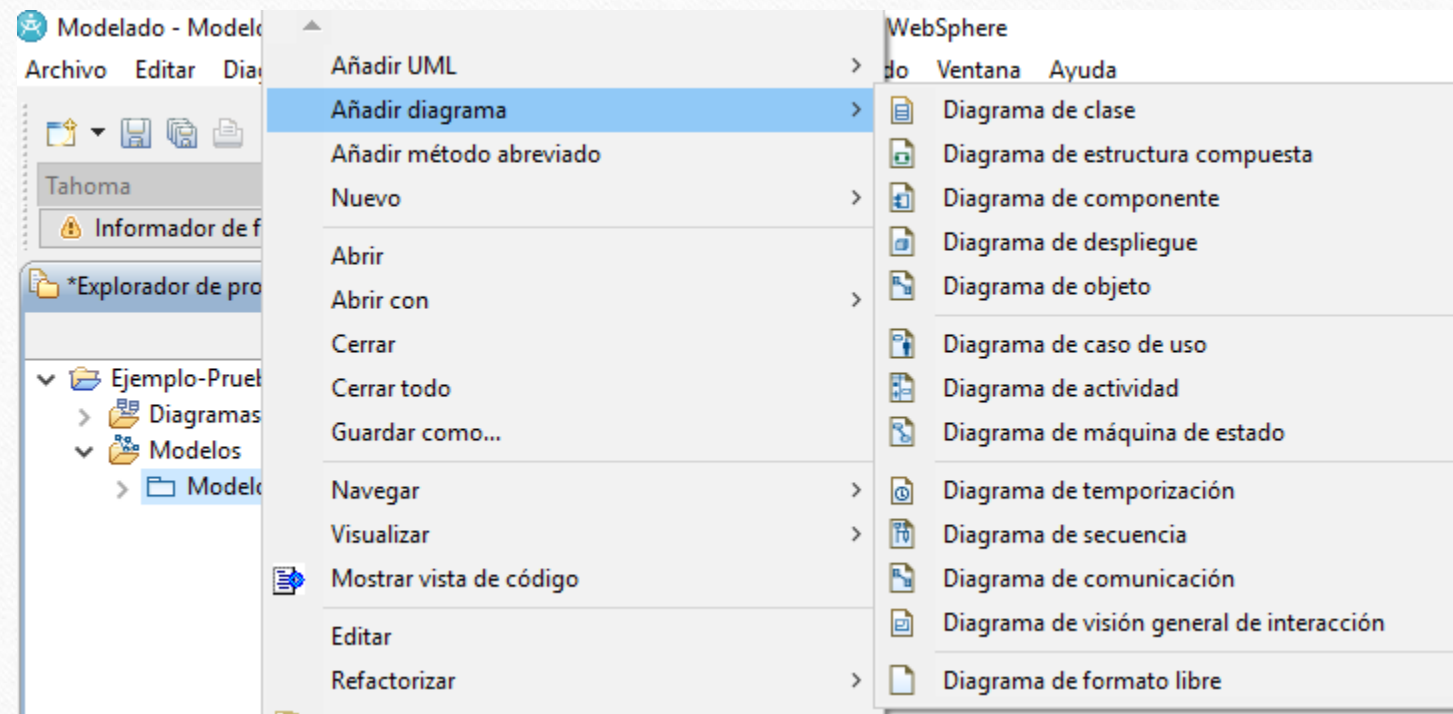 Modelado - Modelo
WebSphere
Archivo Editar Dia
do Ventana Ayuda
Tahoma
Informador de f
*Explorador de pro
Ejemplo-Prueb
Diagramas
Modelos
Modelo
Añadir UML
Añadir diagrama
Añadir método abreviado
Nuevo
Abrir
Abrir con
Cerrar
Cerrar todo
Guardar como...
Navegar
Visualizar
Mostrar vista de código
Editar
Refactorizar
Diagrama de clase
Diagrama de estructura compuesta
Diagrama de componente
Diagrama de despliegue
Diagrama de objeto
Diagrama de caso de uso
Diagrama de actividad
Diagrama de máquina de estado
Diagrama de temporización
Diagrama de secuencia
Diagrama de comunicación
Diagrama de visión general de interacción
Diagrama de formato libre